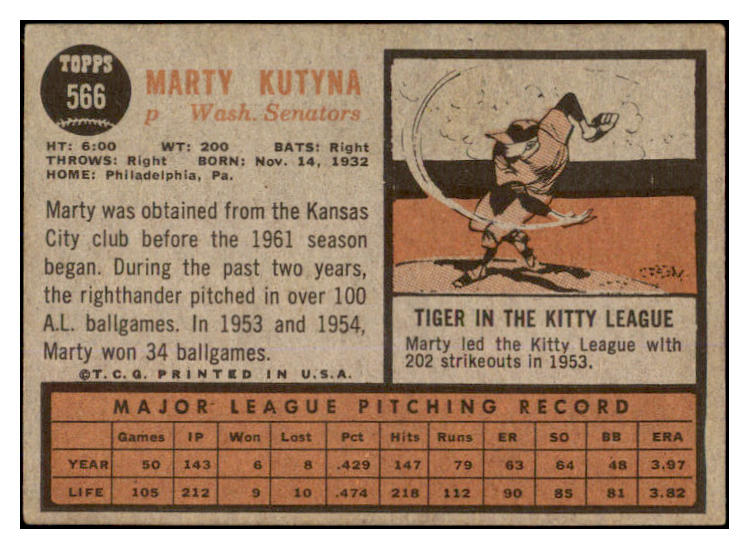 TOPPS
566
MARTY KUTYNA
p Wash. Senators
HT: 6:00 WT: 200 BATS: Right
THROWS: Right BORN: Nov. 14, 1932
HOME: Philadelphia, Pa.
Marty was obtained from the Kansas
City club before the 1961 season
began. During the past two years,
the righthander pitched in over 100
A.L. ballgames. In 1953 and 1954,
Marty won 34 ballgames.
©T.C.G. PRINTED IN U.S.A.
TIGER IN THE KITTY LEAGUE
Marty led the Kitty League with
202 strikeouts in 1953.
MAJOR LEAGUE PITCHING RECORD
Games IP Won Lost Pct Hits Runs ER SO BB ERA
YEAR 50 143 6 8 .429 147 79 63 64 48 3.97
LIFE 105 212 9 10 .474 218 112 90 85 81 3.82